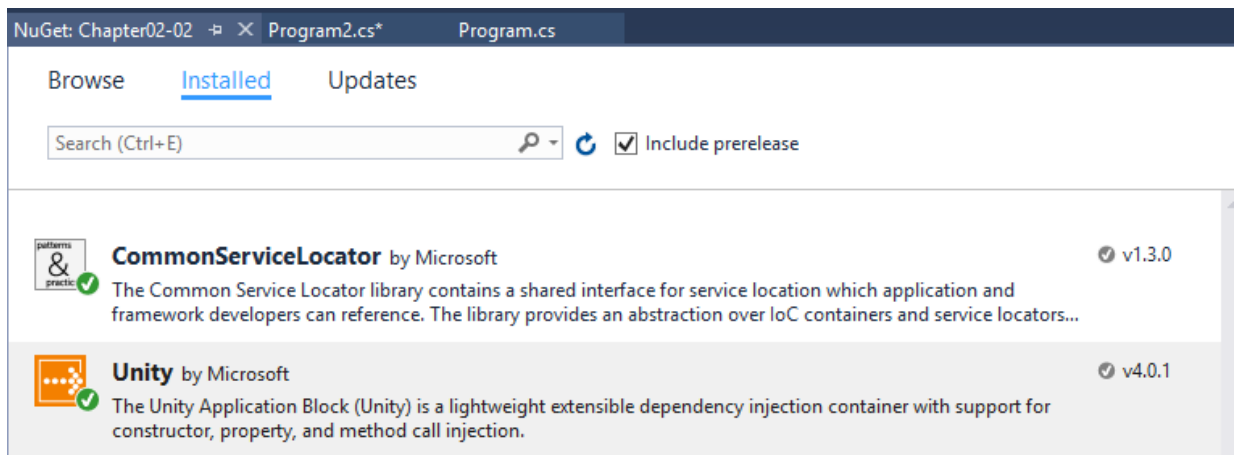 NuGet: Chapter02-02 Program2.cs* Program.cs
Browse Installed Updates
Search (Ctrl+E) Include prerelease
patterns
&
practic
CommonServiceLocator by Microsoft v1.3.0
The Common Service Locator library contains a shared interface for service location which application and
framework developers can reference. The library provides an abstraction over IoC containers and service locators...
Unity by Microsoft v4.0.1
The Unity Application Block (Unity) is a lightweight extensible dependency injection container with support for
constructor, property, and method call injection.